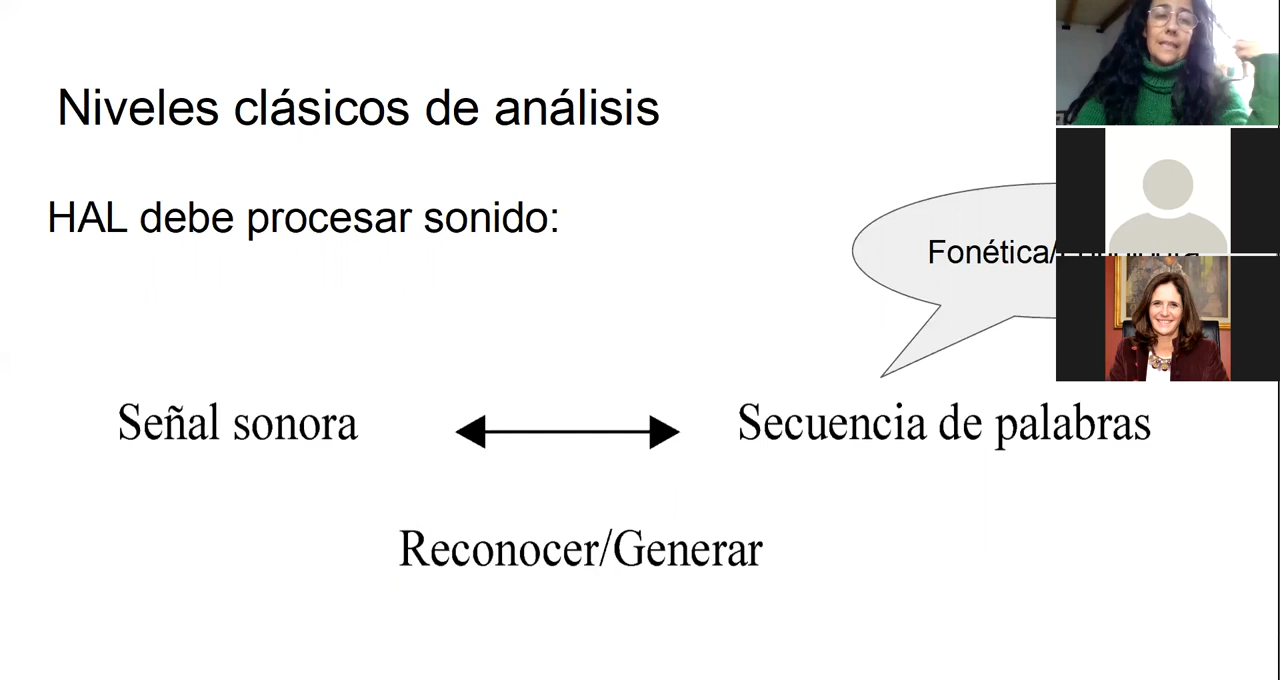 Niveles clásicos de análisis
HAL debe procesar sonido:
Fonética/
Señal sonora
Secuencia de palabras
Reconocer/Generar